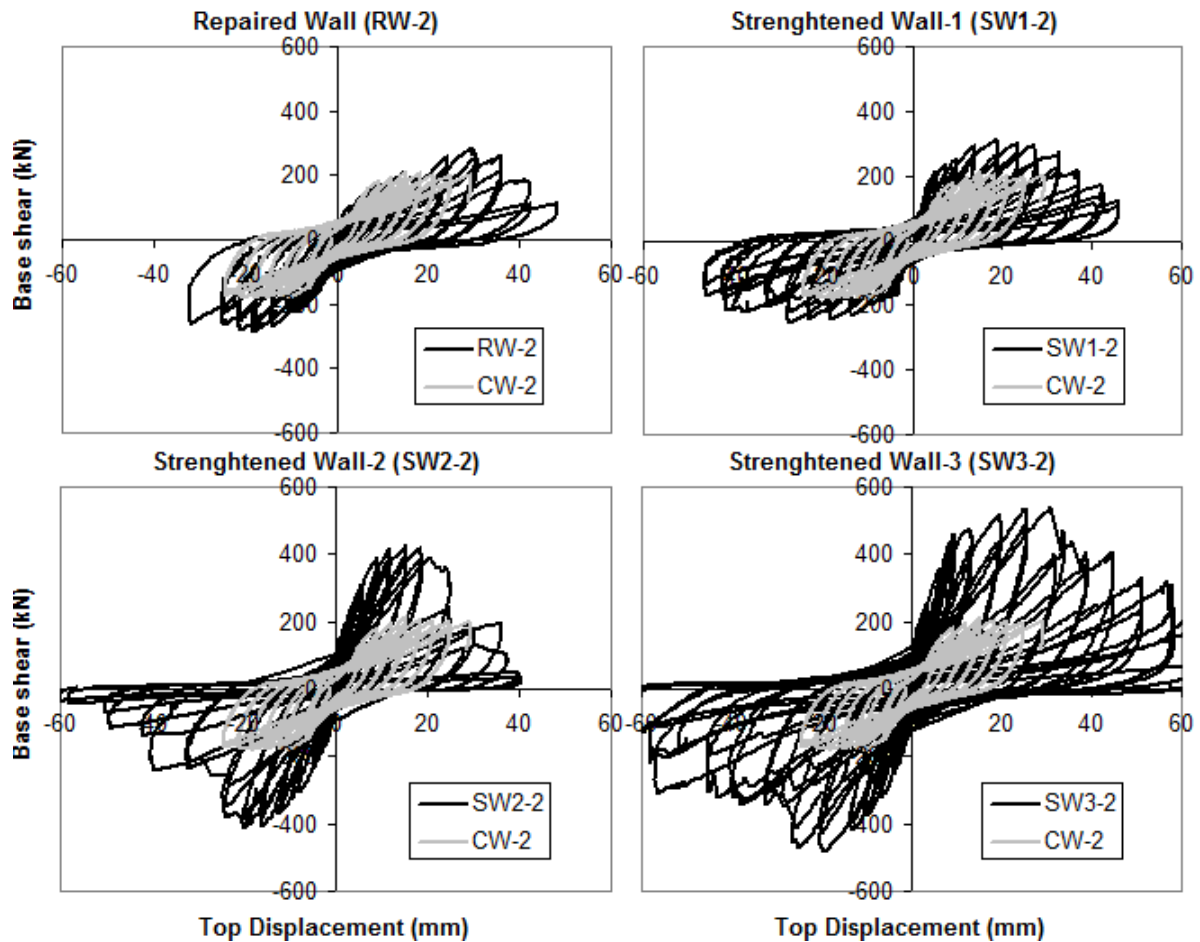 Repaired Wall (RW-2)
600
400
200
0
-60 -40 -20 0 20 40 60
-200
-400
-600
Base shear (kN)
RW-2
CW-2
Strenghtened Wall-1 (SW1-2)
600
400
200
0
-60 -40 -20 0 20 40 60
-200
-400
-600
SW1-2
CW-2
Strenghtened Wall-2 (SW2-2)
600
400
200
0
-60 -40 -20 0 20 40 60
-200
-400
-600
Base shear (kN)
SW2-2
CW-2
Top Displacement (mm)
Strenghtened Wall-3 (SW3-2)
600
400
200
0
-60 -40 -20 0 20 40 60
-200
-400
-600
SW3-2
CW-2
Top Displacement (mm)